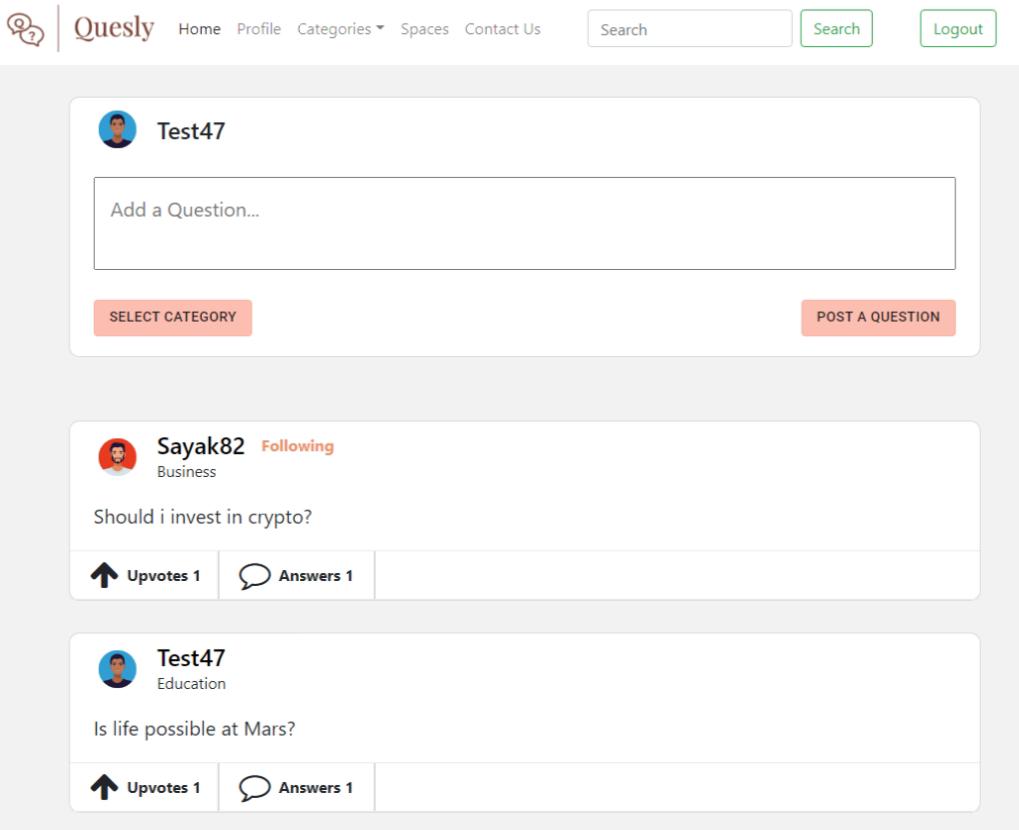 Quesly Home Profile Categories Spaces Contact Us Search Search Logout
Test47
Add a Question...
SELECT CATEGORY POST A QUESTION
Sayak82 Following
Business
Should i invest in crypto?
Upvotes 1 Answers 1
Test47
Education
Is life possible at Mars?
Upvotes 1 Answers 1